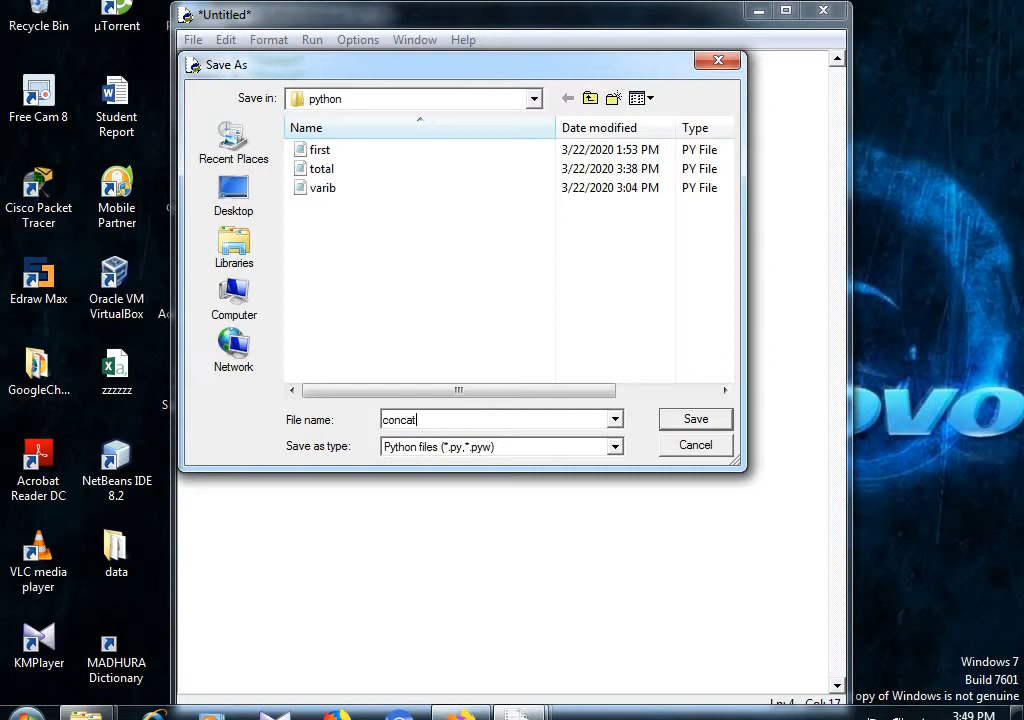 Recycle Bin
µTorrent
Free Cam 8
Student
Report
Cisco Packet
Tracer
Mobile
Partner
Edraw Max
Oracle VM
VirtualBox
GoogleCh...
zzzzzz
Acrobat
Reader DC
NetBeans IDE
8.2
VLC media
player
data
KMPlayer
MADHURA
Dictionary
*Untitled*
File Edit Format Run Options Window Help
Save As
Save in: python
Recent Places
Desktop
Libraries
Computer
Network
Name Date modified Type
first 3/22/2020 1:53 PM PY File
total 3/22/2020 3:38 PM PY File
varib 3/22/2020 3:04 PM PY File
File name: concat Save
Save as type: Python files (*.py,*.pyw) Cancel
Ln: 4 Col: 17
Windows 7
Build 7601
opy of Windows is not genuine
3:49 PM
ovo